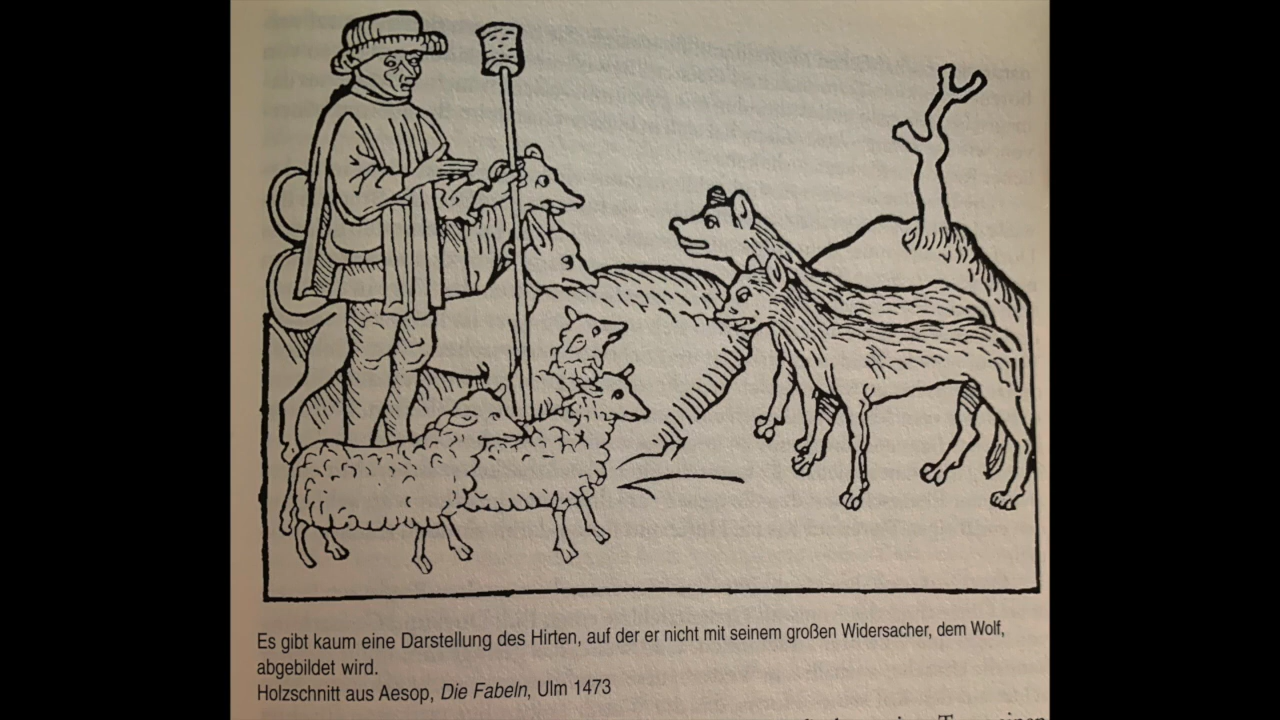 Es gibt kaum eine Darstellung des Hirten, auf der er nicht mit seinem großen Widersacher, dem Wolf,
abgebildet wird.
Holzschnitt aus Aesop, Die Fabeln, Ulm 1473